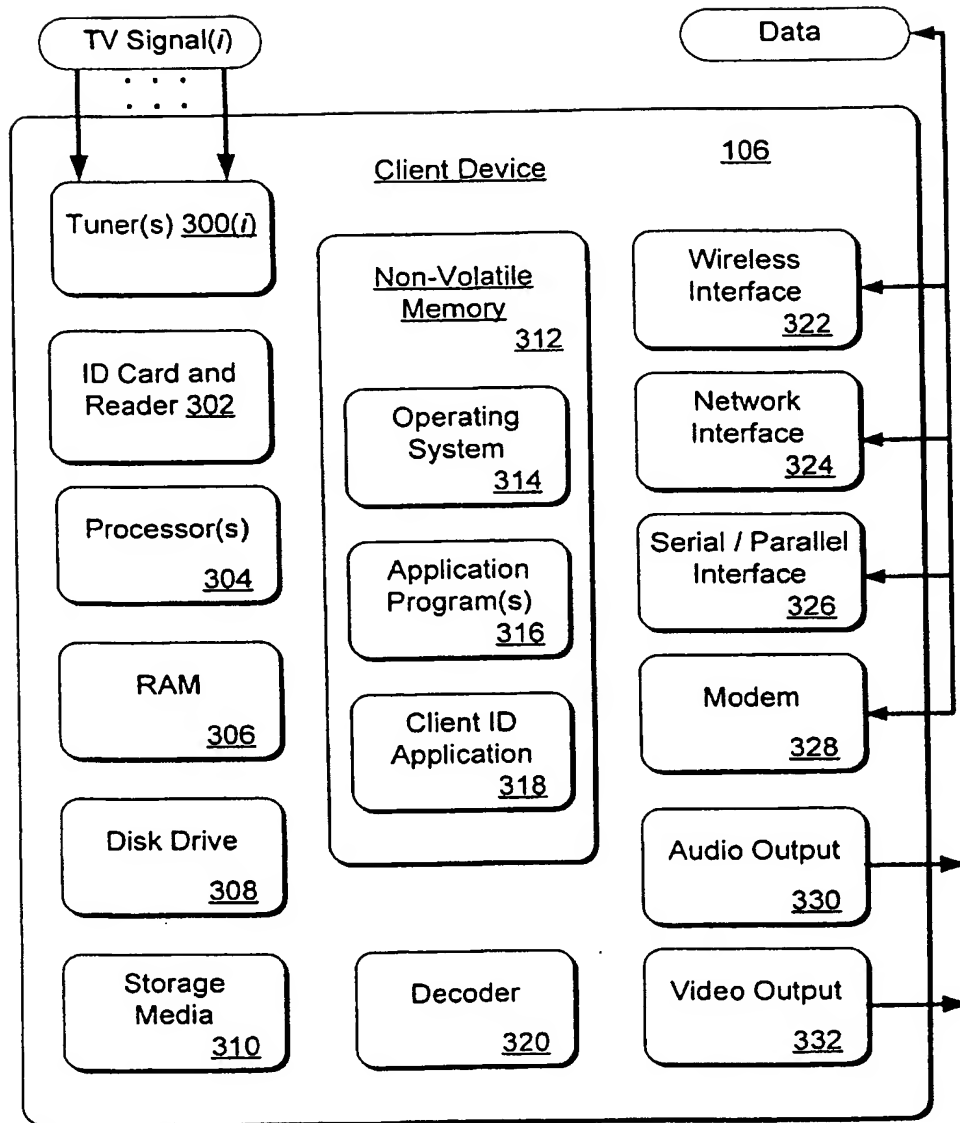 TV Signal(i)
Data
Client Device
106
Tuner(s) 300(i)
ID Card and
Reader 302
Processor(s)
304
RAM
306
Disk Drive
308
Storage
Media
310
Non-Volatile
Memory
312
Operating
System
314
Application
Program(s)
316
Client ID
Application
318
Decoder
320
Wireless
Interface
322
Network
Interface
324
Serial / Parallel
Interface
326
Modem
328
Audio Output
330
Video Output
332